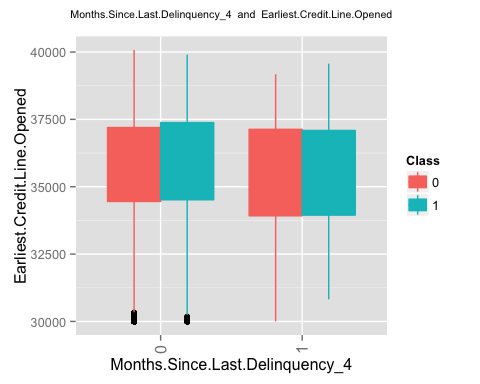 Months.Since.Last.Delinquency_4 and Earliest.Credit.Line.Opened
Earliest.Credit.Line.Opened
40000
37500
35000
32500
30000
0
1
Months.Since.Last.Delinquency_4
Class
0
1